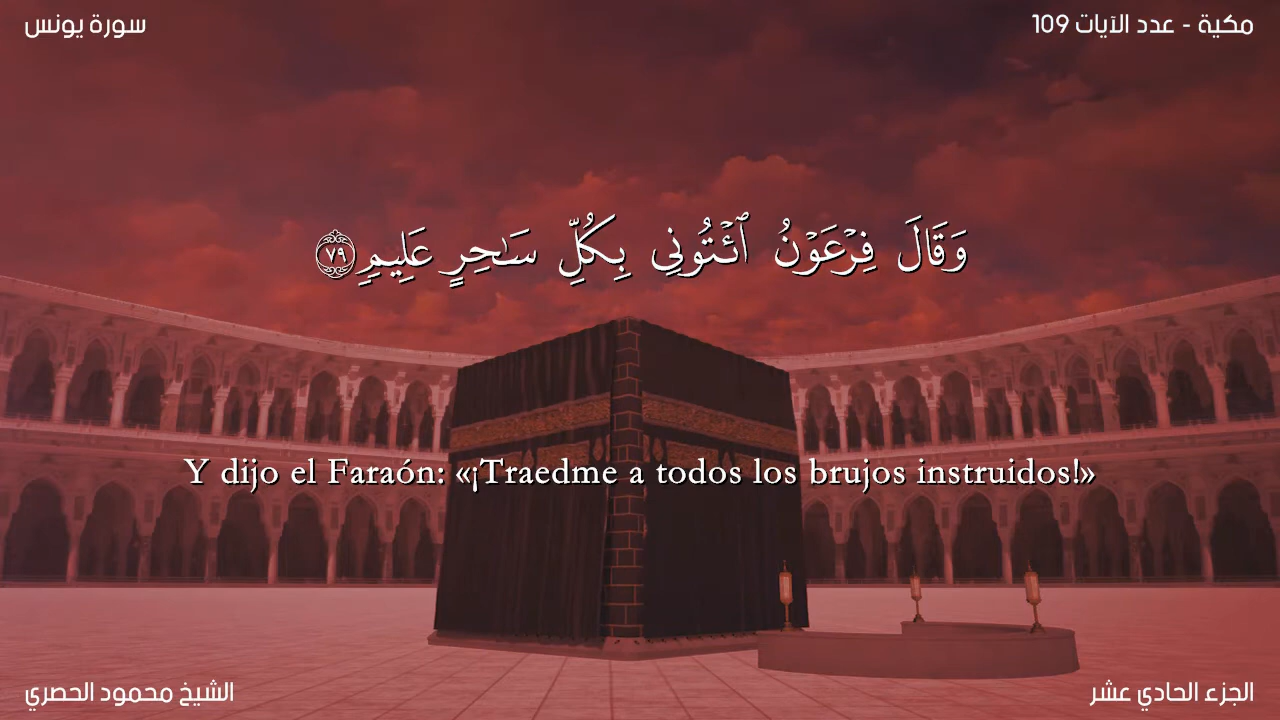 سورة يونس
مكية - عدد الآيات 109
وَقَالَ فِرْعَوْنُ ٱئْتُونِى بِكُلِّ سَـٰحِرٍ عَلِيمٍ ٧٩
Y dijo el Faraón: «¡Traedme a todos los brujos instruidos!»
الشيخ محمود الحصري
الجزء الحادي عشر